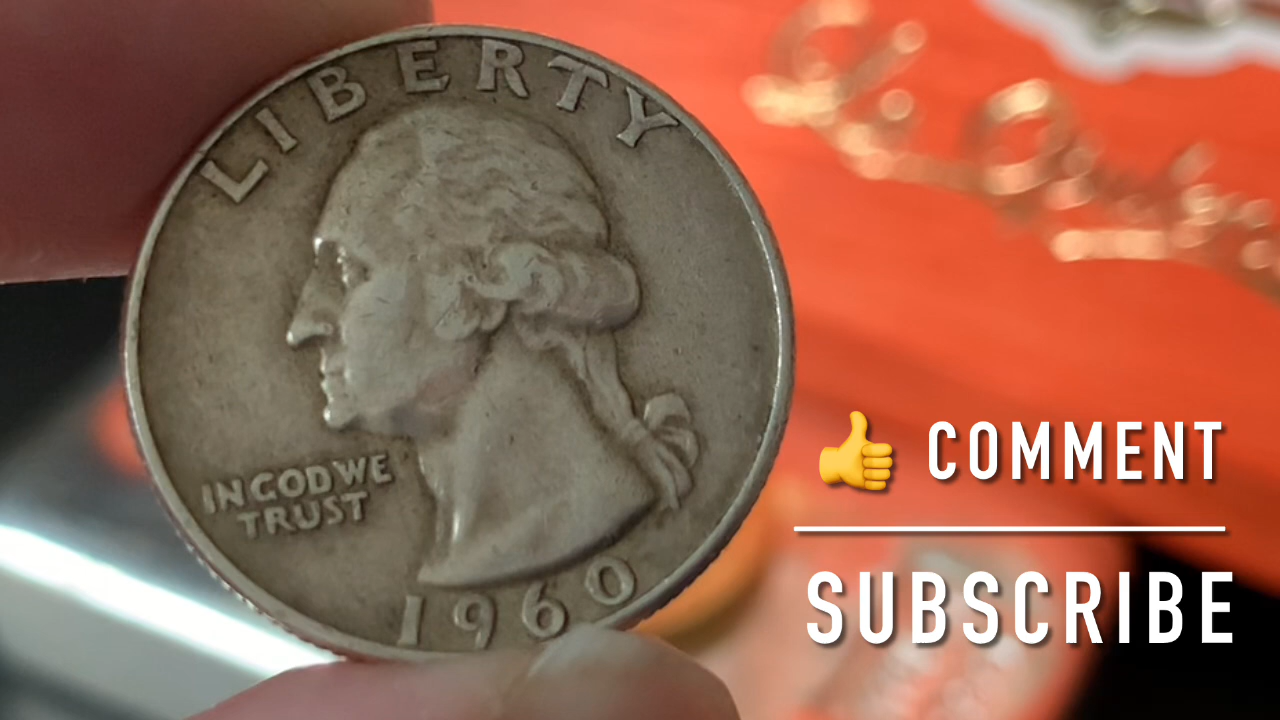 LIBERTY
IN GOD WE
TRUST
1960
👍 COMMENT
SUBSCRIBE